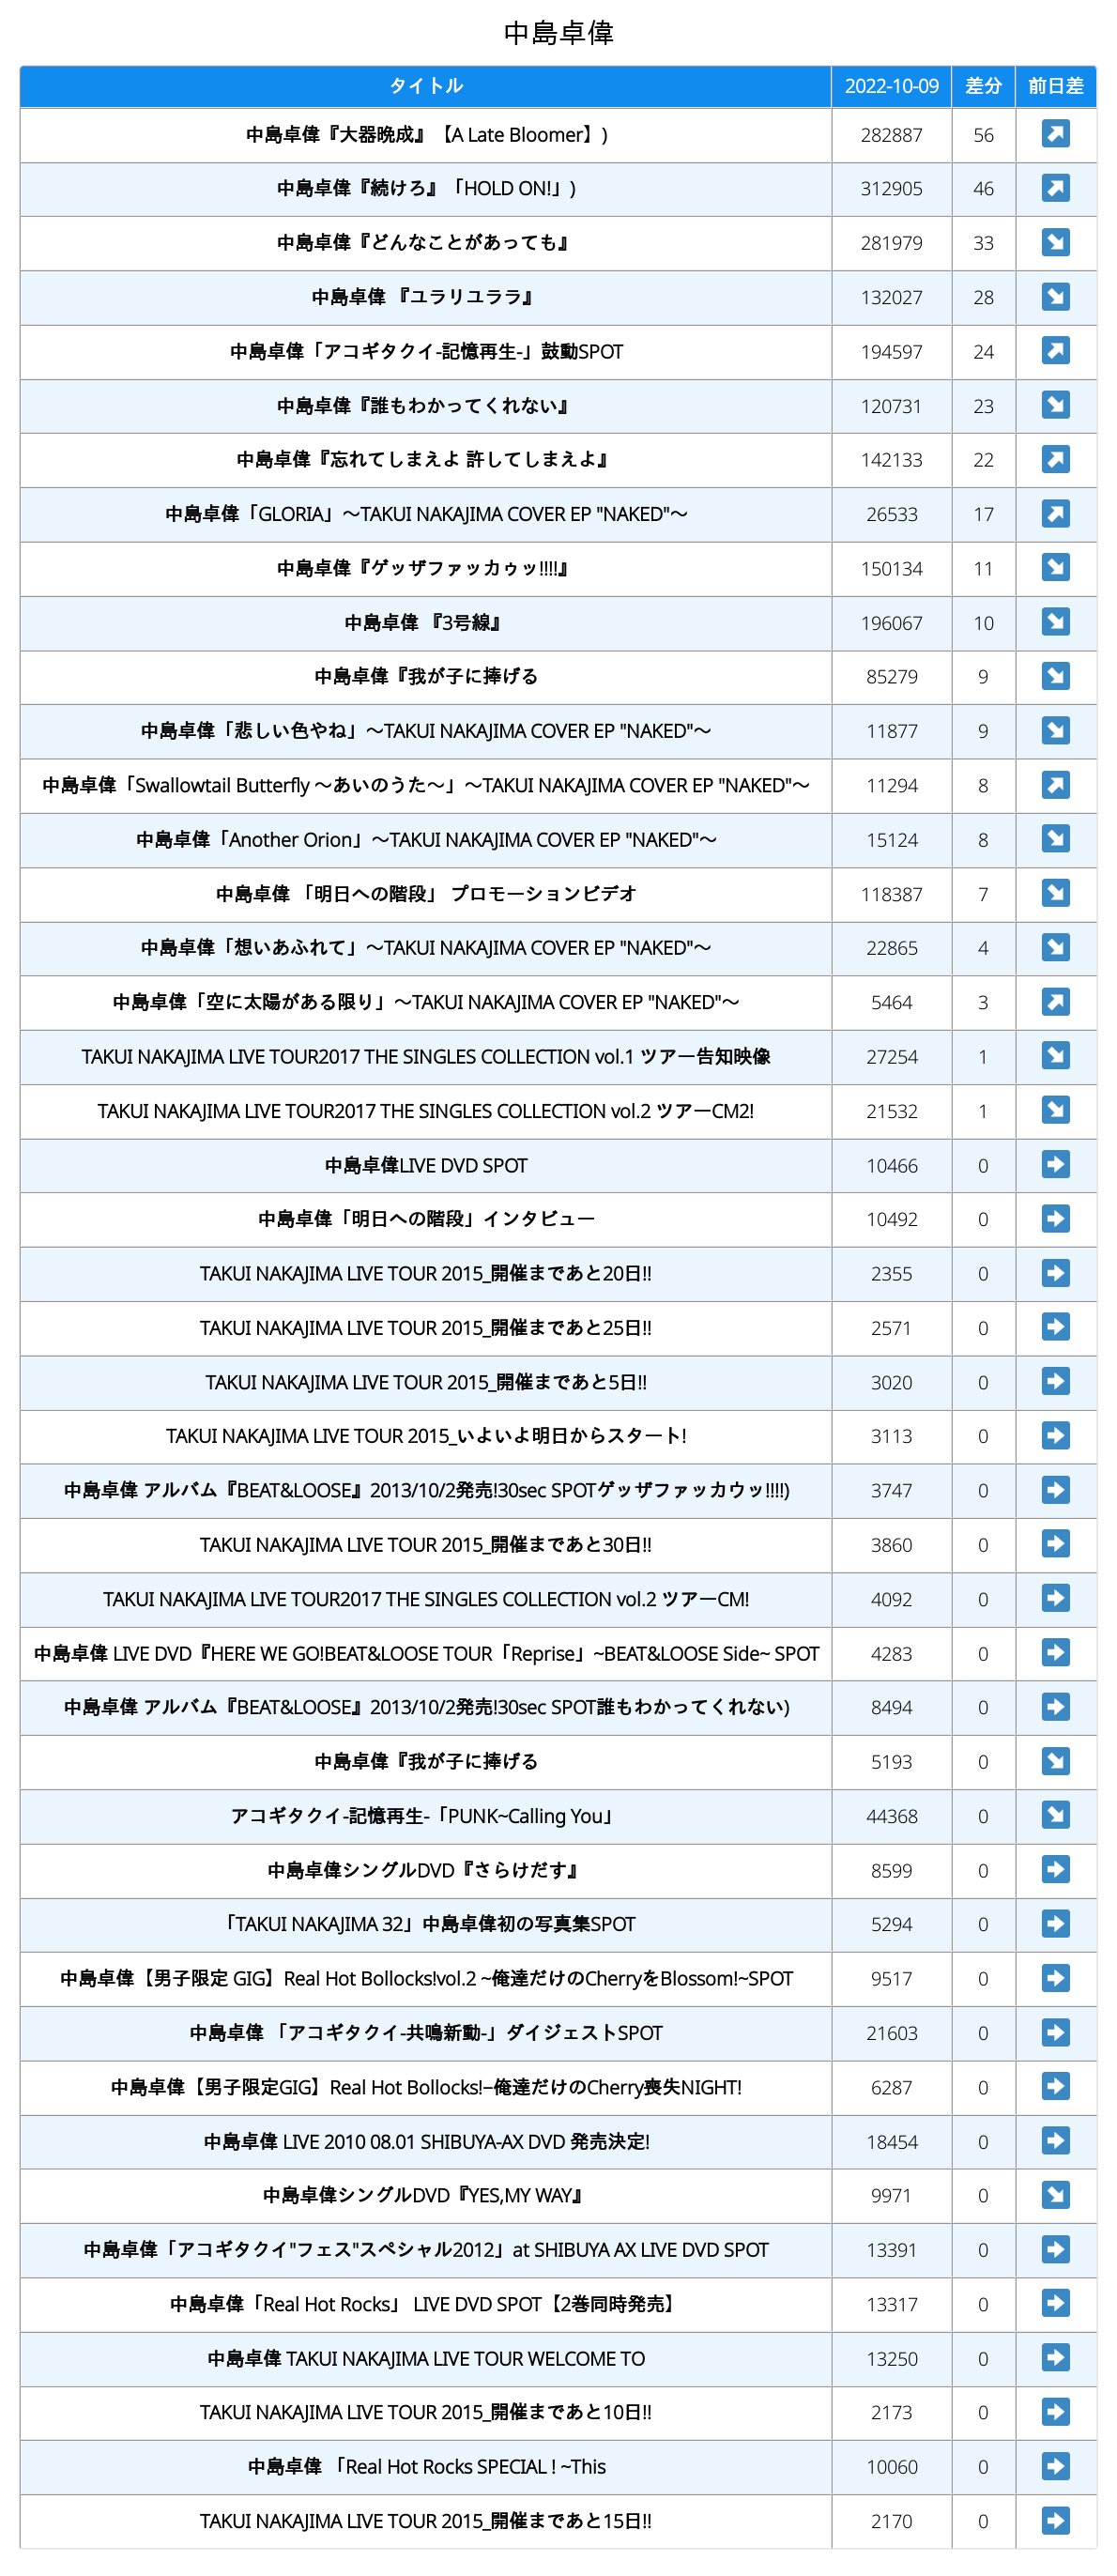 中島卓偉
タイトル 2022-10-09 差分 前日差
中島卓偉『大器晩成』【A Late Bloomer】) 282887 56
中島卓偉『続けろ』「HOLD ON!」) 312905 46
中島卓偉『どんなことがあっても』 281979 33
中島卓偉 『ユラリユララ』 132027 28
中島卓偉「アコギタクイ-記憶再生-」鼓動SPOT 194597 24
中島卓偉『誰もわかってくれない』 120731 23
中島卓偉『忘れてしまえよ 許してしまえよ』 142133 22
中島卓偉「GLORIA」〜TAKUI NAKAJIMA COVER EP "NAKED"〜 26533 17
中島卓偉『ゲッザファッカゥッ!!!!』 150134 11
中島卓偉 『3号線』 196067 10
中島卓偉『我が子に捧げる 85279 9
中島卓偉「悲しい色やね」〜TAKUI NAKAJIMA COVER EP "NAKED"〜 11877 9
中島卓偉「Swallowtail Butterfly 〜あいのうた〜」〜TAKUI NAKAJIMA COVER EP "NAKED"〜 11294 8
中島卓偉「Another Orion」〜TAKUI NAKAJIMA COVER EP "NAKED"〜 15124 8
中島卓偉 「明日への階段」 プロモーションビデオ 118387 7
中島卓偉「想いあふれて」〜TAKUI NAKAJIMA COVER EP "NAKED"〜 22865 4
中島卓偉「空に太陽がある限り」〜TAKUI NAKAJIMA COVER EP "NAKED"〜 5464 3
TAKUI NAKAJIMA LIVE TOUR2017 THE SINGLES COLLECTION vol.1 ツアー告知映像 27254 1
TAKUI NAKAJIMA LIVE TOUR2017 THE SINGLES COLLECTION vol.2 ツアーCM2! 21532 1
中島卓偉LIVE DVD SPOT 10466 0
中島卓偉「明日への階段」インタビュー 10492 0
TAKUI NAKAJIMA LIVE TOUR 2015_開催まであと20日!! 2355 0
TAKUI NAKAJIMA LIVE TOUR 2015_開催まであと25日!! 2571 0
TAKUI NAKAJIMA LIVE TOUR 2015_開催まであと5日!! 3020 0
TAKUI NAKAJIMA LIVE TOUR 2015_いよいよ明日からスタート! 3113 0
中島卓偉 アルバム『BEAT&LOOSE』2013/10/2発売!30sec SPOTゲッザファッカウッ!!!!) 3747 0
TAKUI NAKAJIMA LIVE TOUR 2015_開催まであと30日!! 3860 0
TAKUI NAKAJIMA LIVE TOUR2017 THE SINGLES COLLECTION vol.2 ツアーCM! 4092 0
中島卓偉 LIVE DVD『HERE WE GO!BEAT&LOOSE TOUR「Reprise」~BEAT&LOOSE Side~ SPOT 4283 0
中島卓偉 アルバム『BEAT&LOOSE』2013/10/2発売!30sec SPOT誰もわかってくれない) 8494 0
中島卓偉『我が子に捧げる 5193 0
アコギタクイ-記憶再生-「PUNK~Calling You」 44368 0
中島卓偉シングルDVD『さらけだす』 8599 0
「TAKUI NAKAJIMA 32」中島卓偉初の写真集SPOT 5294 0
中島卓偉【男子限定 GIG】Real Hot Bollocks!vol.2 ~俺達だけのCherryをBlossom!~SPOT 9517 0
中島卓偉 「アコギタクイ-共鳴新動-」ダイジェストSPOT 21603 0
中島卓偉【男子限定GIG】Real Hot Bollocks!–俺達だけのCherry喪失NIGHT! 6287 0
中島卓偉 LIVE 2010 08.01 SHIBUYA-AX DVD 発売決定! 18454 0
中島卓偉シングルDVD『YES,MY WAY』 9971 0
中島卓偉「アコギタクイ"フェス"スペシャル2012」at SHIBUYA AX LIVE DVD SPOT 13391 0
中島卓偉「Real Hot Rocks」 LIVE DVD SPOT【2巻同時発売】 13317 0
中島卓偉 TAKUI NAKAJIMA LIVE TOUR WELCOME TO 13250 0
TAKUI NAKAJIMA LIVE TOUR 2015_開催まであと10日!! 2173 0
中島卓偉 「Real Hot Rocks SPECIAL ! ~This 10060 0
TAKUI NAKAJIMA LIVE TOUR 2015_開催まであと15日!! 2170 0